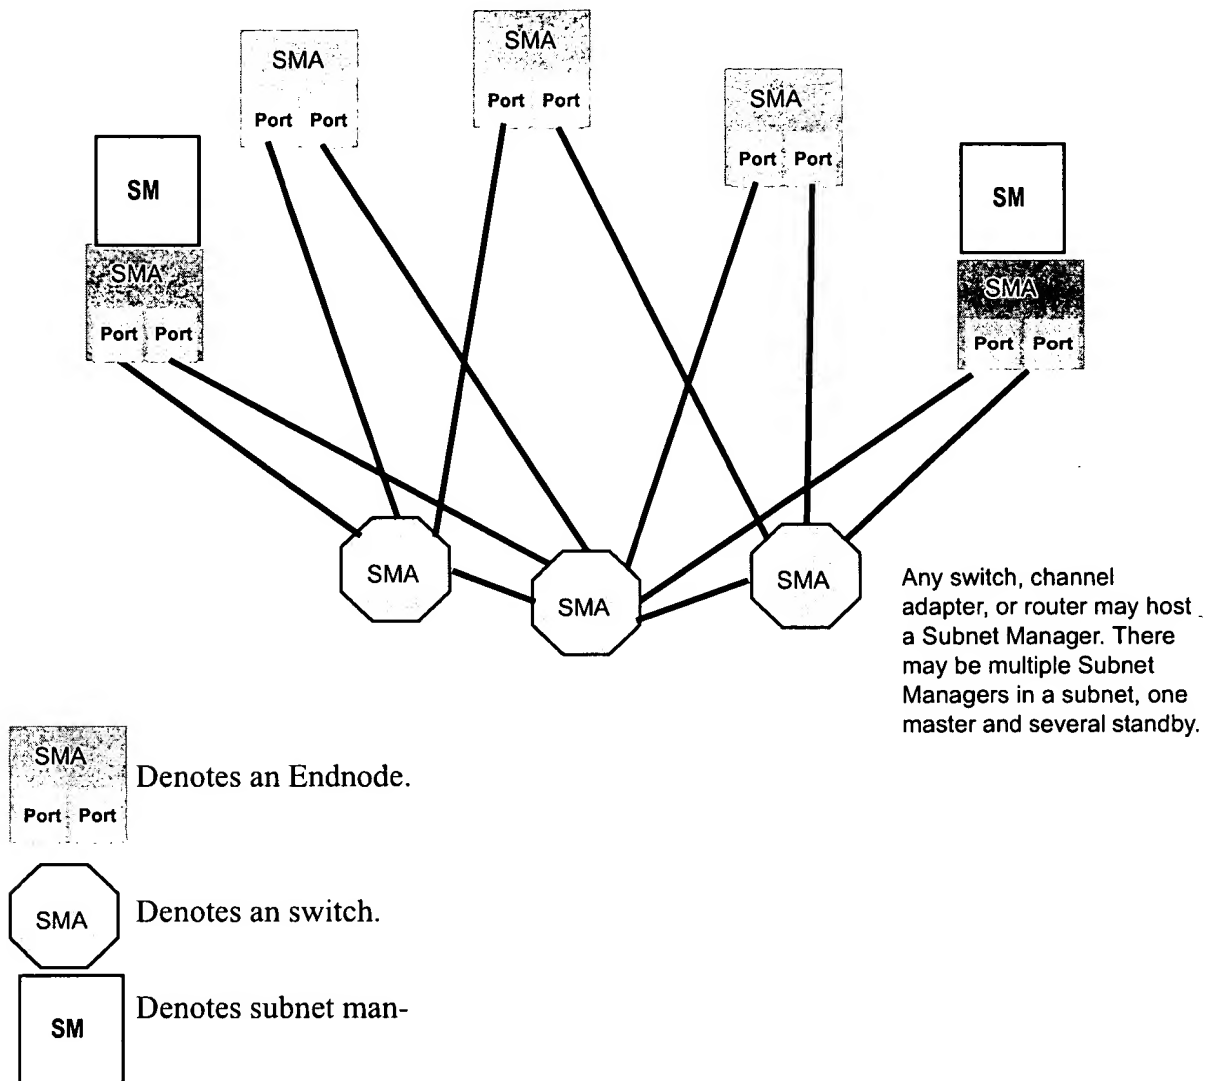 SMA
SMA
Port Port
Port Port
SMA
Port Port
SM
SM
SMA
SMA
Port Port
Port Port
SMA
SMA
SMA
Any switch, channel
adapter, or router may host
a Subnet Manager. There
may be multiple Subnet
Managers in a subnet, one
master and several standby.
SMA
Port Port
Denotes an Endnode.
SMA
Denotes an switch.
SM
Denotes subnet man-